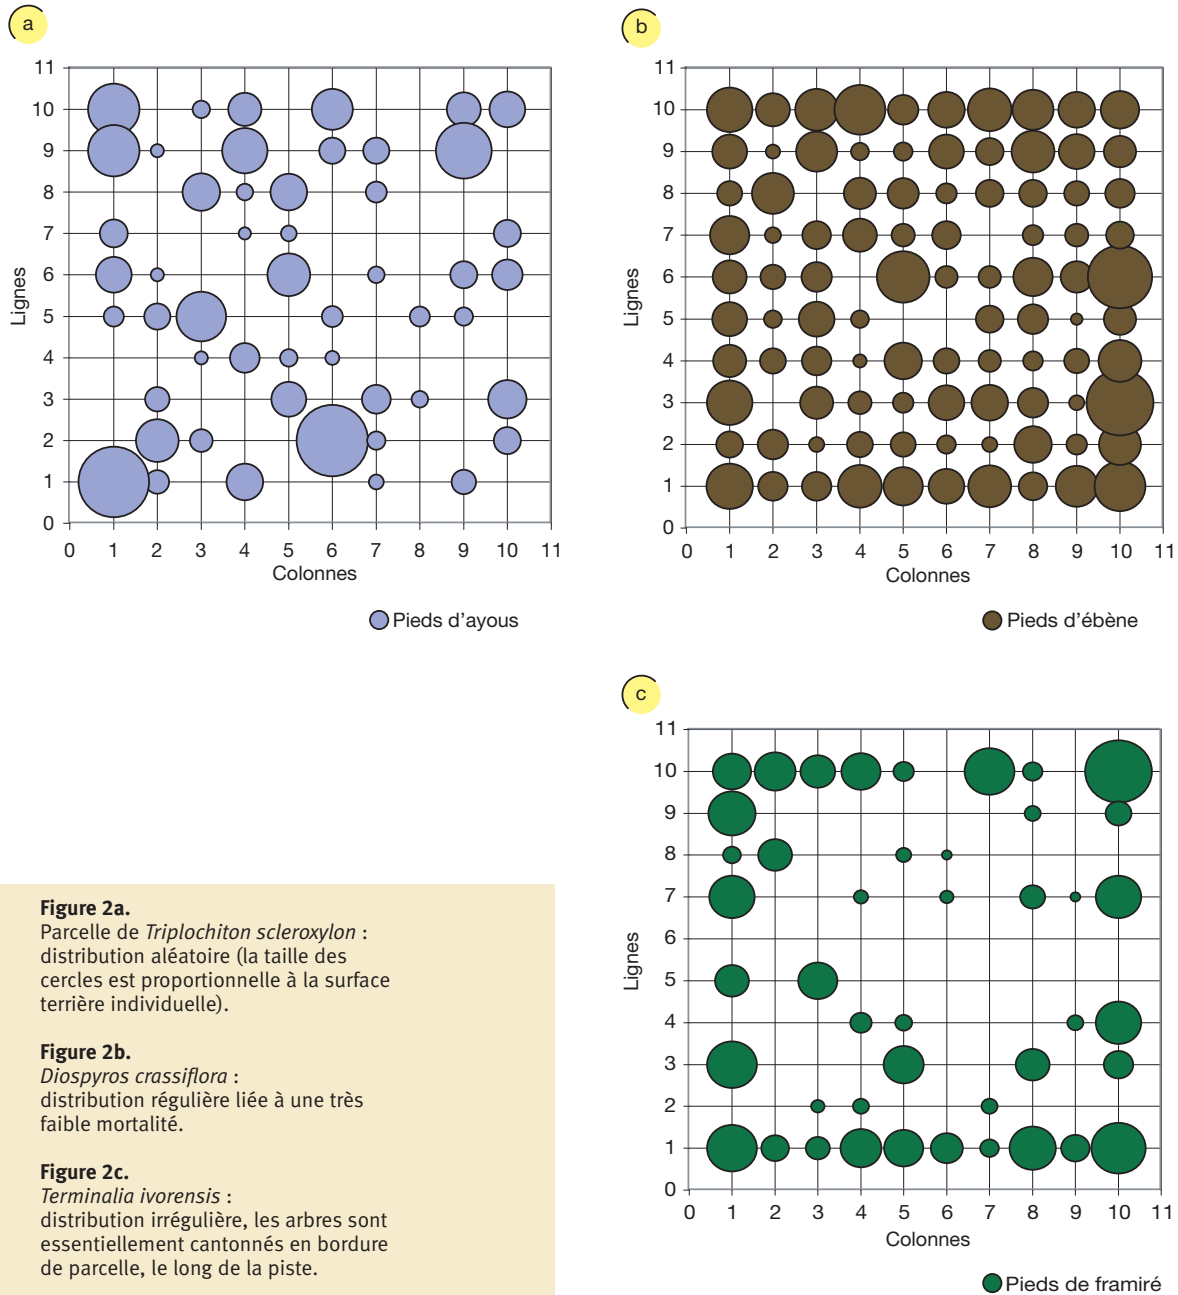 a
11
10
9
8
7
6
5
4
3
2
1
0
Lignes
0 1 2 3 4 5 6 7 8 9 10 11
Colonnes
Pieds d'ayous
b
11
10
9
8
7
6
5
4
3
2
1
0
Lignes
0 1 2 3 4 5 6 7 8 9 10 11
Colonnes
Pieds d'ébène
c
11
10
9
8
7
6
5
4
3
2
1
0
Lignes
0 1 2 3 4 5 6 7 8 9 10 11
Colonnes
Pieds de framiré
Figure 2a.
Parcelle de Triplochiton scleroxylon :
distribution aléatoire (la taille des
cercles est proportionnelle à la surface
terrière individuelle).
Figure 2b.
Diospyros crassiflora :
distribution régulière liée à une très
faible mortalité.
Figure 2c.
Terminalia ivorensis :
distribution irrégulière, les arbres sont
essentiellement cantonnés en bordure
de parcelle, le long de la piste.